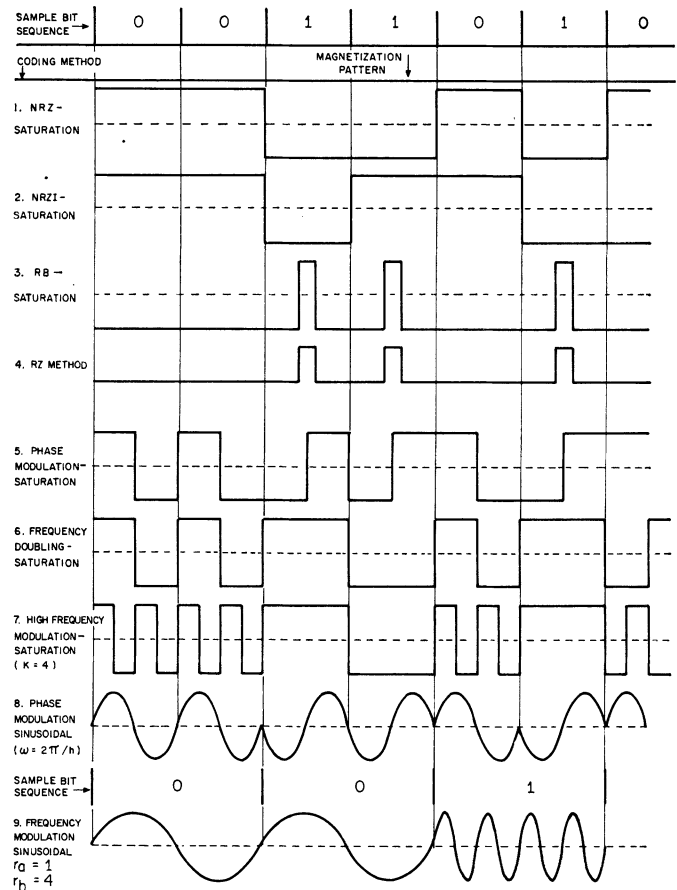 SAMPLE BIT
SEQUENCE →
0 0 1 1 0 1 0
CODING METHOD
MAGNETIZATION
PATTERN
1. NRZ-
SATURATION
2. NRZI-
SATURATION
3. RB-
SATURATION
4. RZ METHOD
5. PHASE
MODULATION-
SATURATION
6. FREQUENCY
DOUBLING-
SATURATION
7. HIGH FREQUENCY
MODULATION-
SATURATION
( K = 4 )
8. PHASE
MODULATION
SINUSOIDAL
(ω = 2π/h)
SAMPLE BIT
SEQUENCE →
0 0 1
9. FREQUENCY
MODULATION
SINUSOIDAL
ra = 1
rb = 4